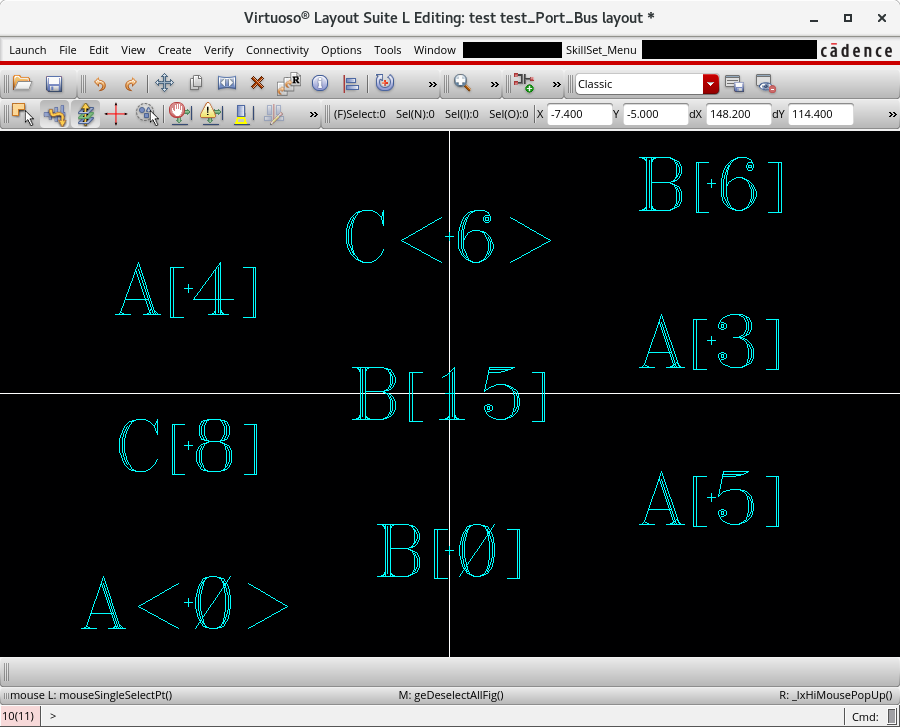 Virtuoso® Layout Suite L Editing: test test_Port_Bus layout *
Launch File Edit View Create Verify Connectivity Options Tools Window SkillSet_Menu cādence
R Classic
(F)Select:0 Sel(N):0 Sel(I):0 Sel(O):0 X -7.400 Y -5.000 dX 148.200 dY 114.400
B[6]
C<6>
A[4]
A[3]
B[15]
C[8]
A[5]
B[0]
A<0>
mouse L: mouseSingleSelectPt() M: geDeselectAllFig() R: _lxHiMousePopUp()
10(11) > Cmd: